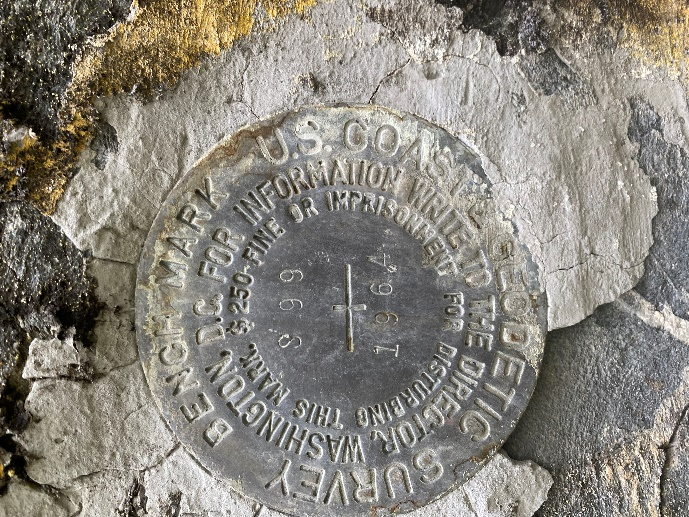 U.S. COAST & GEODETIC SURVEY
BENCH MARK
FOR INFORMATION WRITE TO THE DIRECTOR, WASHINGTON, D.C.
$250-FINE OR IMPRISONMENT FOR DISTURBING THIS MARK.
S 99
1964